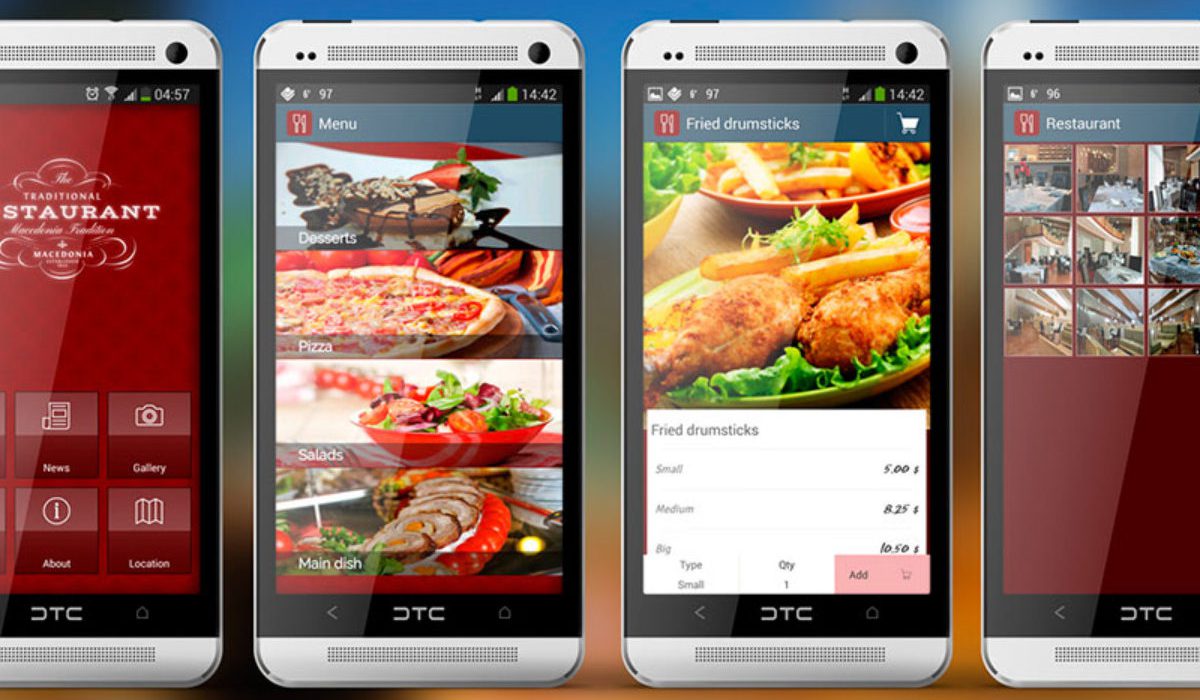 04:57
The
TRADITIONAL
STAURANT
Macedonia Tradition
MACEDONIA
News
Gallery
About
Location
DTC
97
14:42
Menu
Desserts
Pizza
Salads
Main dish
DTC
97
14:42
Fried drumsticks
Fried drumsticks
Small
5.00 $
Medium
8.25 $
Big
10.50 $
Type
Small
Qty
1
Add
DTC
96
Restaurant
DTC